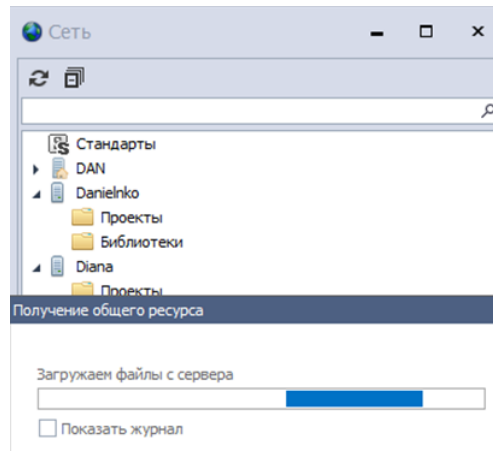 Сеть
Стандарты
DAN
Danielnko
Проекты
Библиотеки
Diana
Проекты
Получение общего ресурса
Загружаем файлы с сервера
Показать журнал